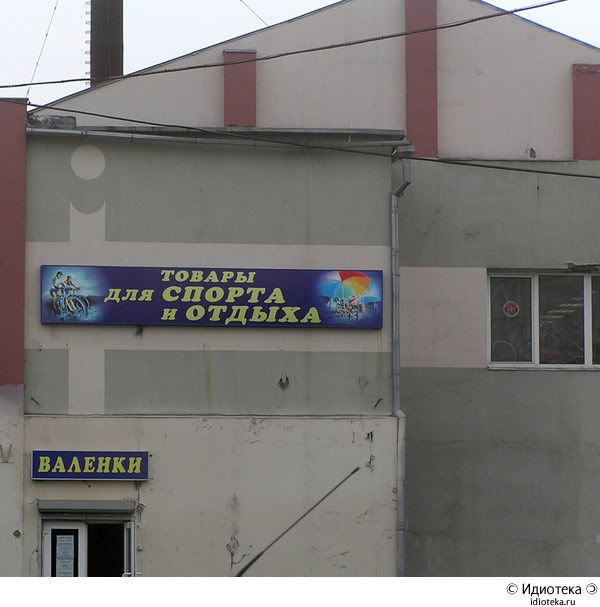 ТОВАРЫ
для СПОРТА
и ОТДЫХА
ВАЛЕНКИ
© Идиотека
idioteka.ru